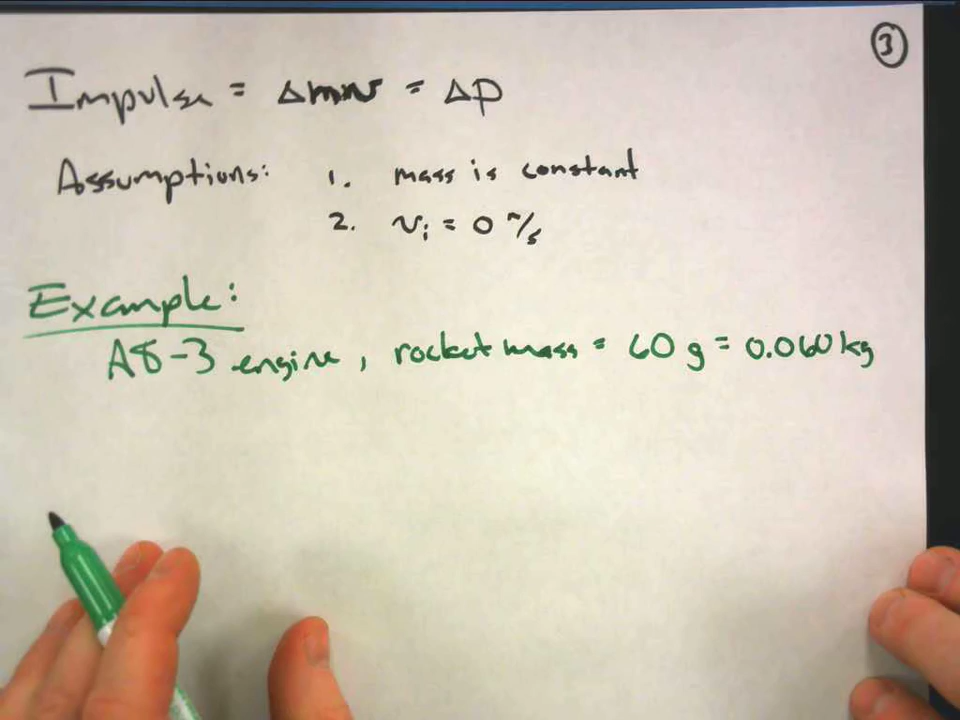 ③
Impulse = Δmv = Δp
Assumptions: 1. mass is constant
2. vᵢ = 0 m/s
Example:
A8-3 engine, rocket mass = 60 g = 0.060 kg